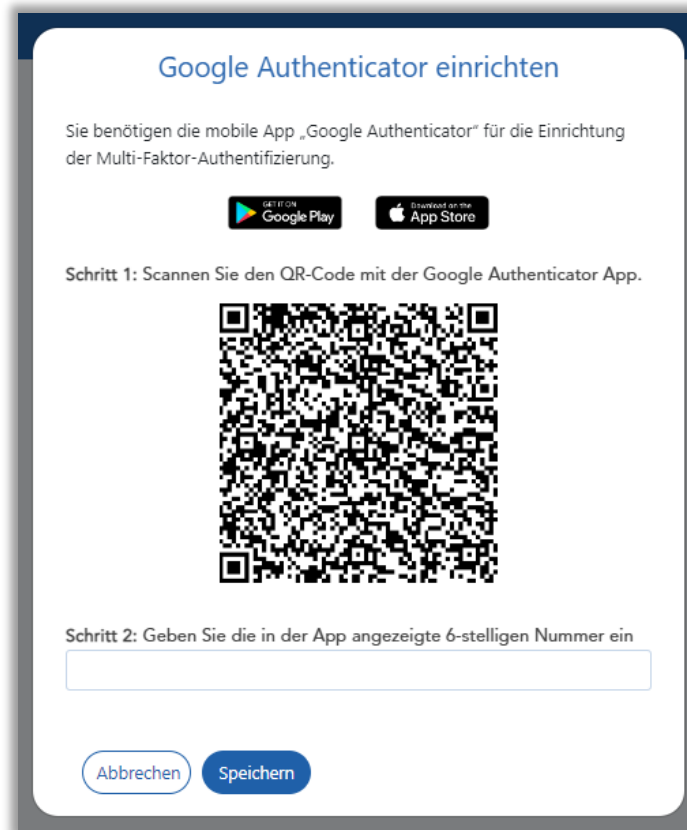 Google Authenticator einrichten
Sie benötigen die mobile App „Google Authenticator“ für die Einrichtung
der Multi-Faktor-Authentifizierung.
GET IT ON
Google Play
Download on the
App Store
Schritt 1: Scannen Sie den QR-Code mit der Google Authenticator App.
Schritt 2: Geben Sie die in der App angezeigte 6-stelligen Nummer ein
Abbrechen
Speichern